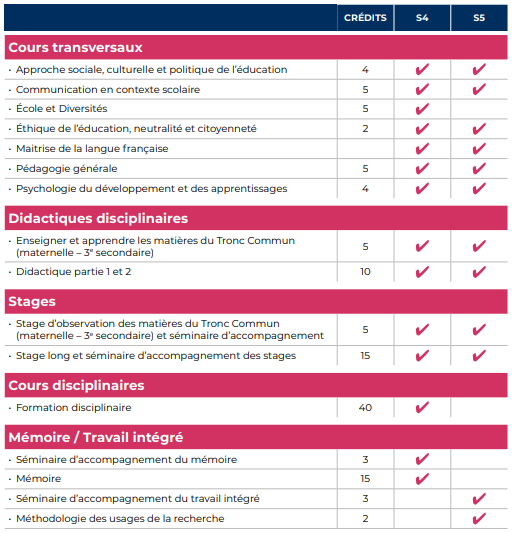 CRÉDITS S4 S5
Cours transversaux
· Approche sociale, culturelle et politique de l'éducation 4 ✔ ✔
· Communication en contexte scolaire 5 ✔ ✔
· École et Diversités 5 ✔
· Éthique de l'éducation, neutralité et citoyenneté 2 ✔ ✔
· Maitrise de la langue française ✔ ✔
· Pédagogie générale 5 ✔ ✔
· Psychologie du développement et des apprentissages 4 ✔ ✔
Didactiques disciplinaires
· Enseigner et apprendre les matières du Tronc Commun
(maternelle – 3e secondaire) 5 ✔ ✔
· Didactique partie 1 et 2 10 ✔ ✔
Stages
· Stage d'observation des matières du Tronc Commun
(maternelle – 3e secondaire) et séminaire d'accompagnement 5 ✔ ✔
· Stage long et séminaire d'accompagnement des stages 15 ✔ ✔
Cours disciplinaires
· Formation disciplinaire 40 ✔
Mémoire / Travail intégré
· Séminaire d'accompagnement du mémoire 3 ✔
· Mémoire 15 ✔
· Séminaire d'accompagnement du travail intégré 3 ✔
· Méthodologie des usages de la recherche 2 ✔